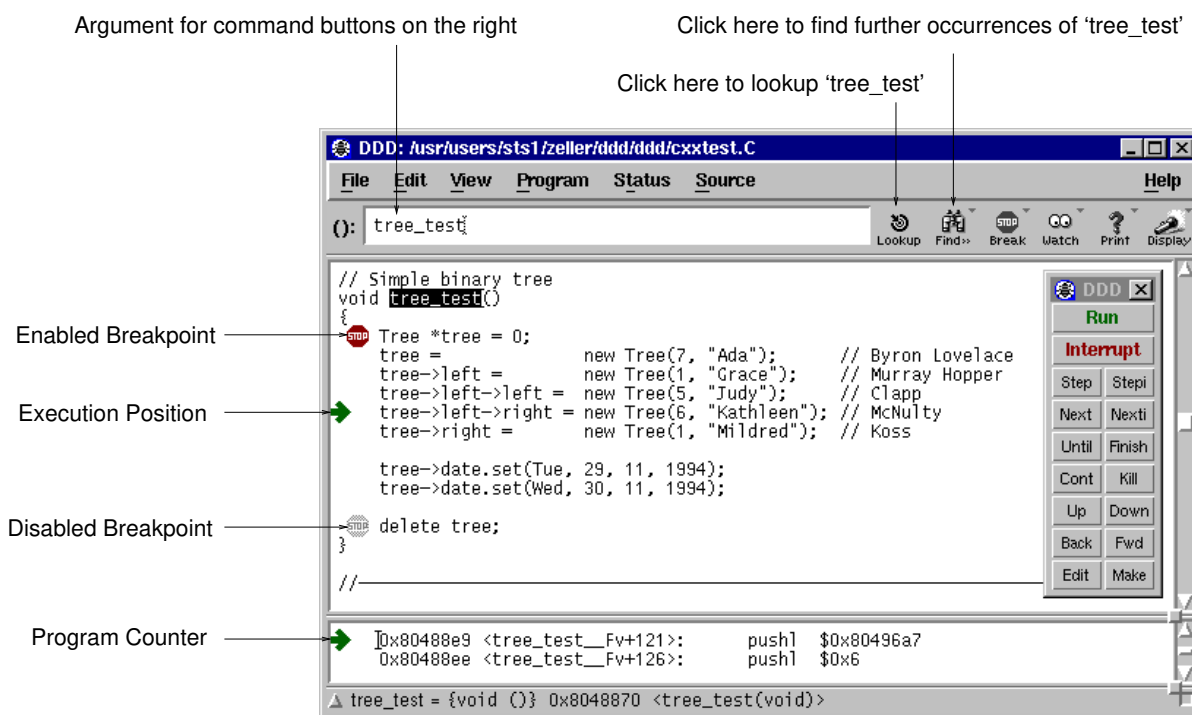 Argument for command buttons on the right
Click here to find further occurrences of ‘tree_test’
Click here to lookup ‘tree_test’
DDD: /usr/users/sts1/zeller/ddd/ddd/cxxtest.C
File Edit View Program Status Source Help
(): tree_test
Lookup Find» Break Watch Print Display
STOP
// Simple binary tree
void tree_test()
{
Enabled Breakpoint
STOP Tree *tree = 0;
tree = new Tree(7, "Ada"); // Byron Lovelace
tree->left = new Tree(1, "Grace"); // Murray Hopper
tree->left->left = new Tree(5, "Judy"); // Clapp
Execution Position
tree->left->right = new Tree(6, "Kathleen"); // McNulty
tree->right = new Tree(1, "Mildred"); // Koss
tree->date.set(Tue, 29, 11, 1994);
tree->date.set(Wed, 30, 11, 1994);
Disabled Breakpoint
STOP delete tree;
}
//
DDD
Run
Interrupt
Step Stepi
Next Nexti
Until Finish
Cont Kill
Up Down
Back Fwd
Edit Make
Program Counter
0x80488e9 <tree_test__Fv+121>: pushl $0x80496a7
0x80488ee <tree_test__Fv+126>: pushl $0x6
tree_test = {void ()} 0x8048870 <tree_test(void)>